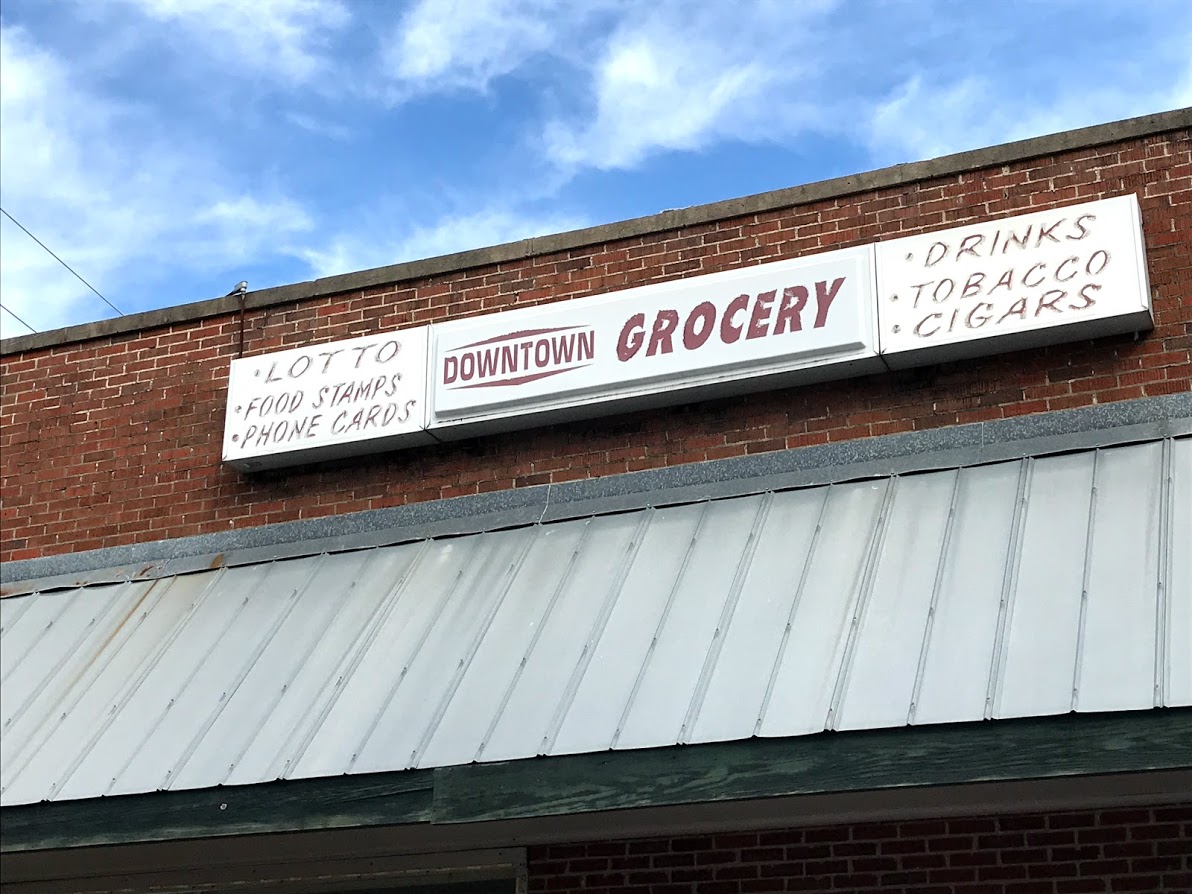 • LOTTO
• FOOD STAMPS
• PHONE CARDS
DOWNTOWN GROCERY
• DRINKS
• TOBACCO
• CIGARS